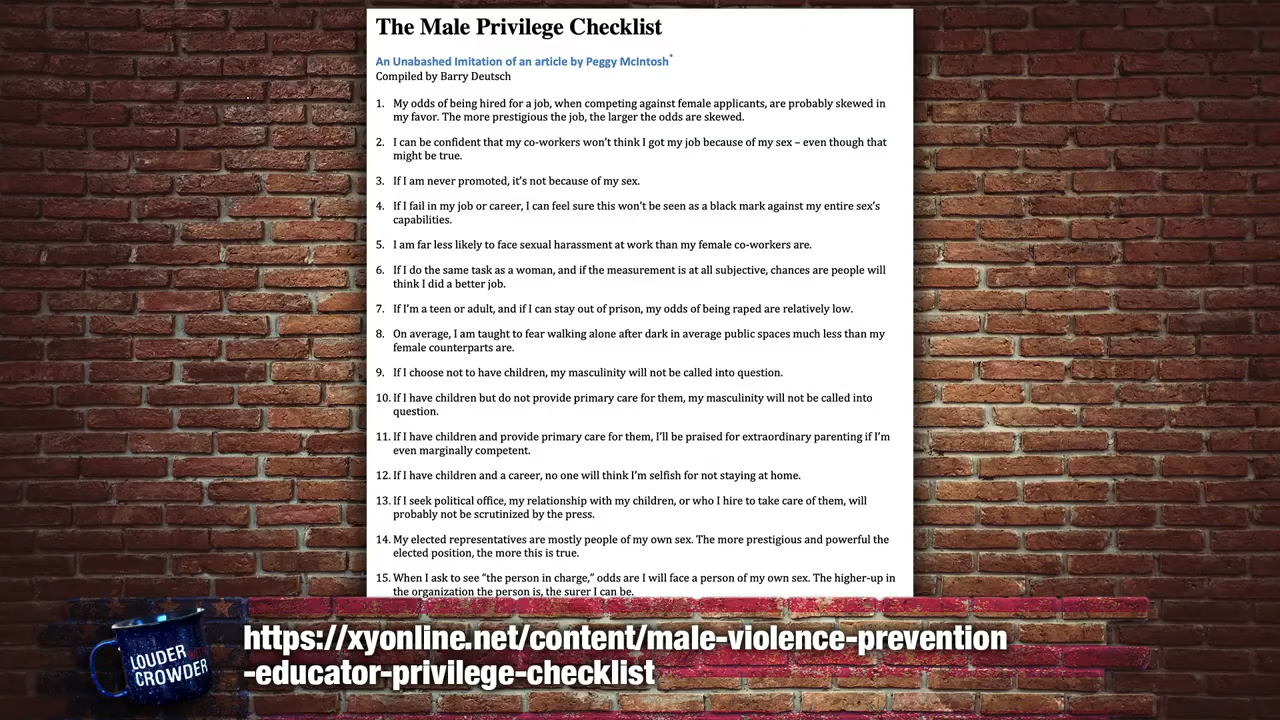 The Male Privilege Checklist
An Unabashed Imitation of an article by Peggy McIntosh*
Compiled by Barry Deutsch
1. My odds of being hired for a job, when competing against female applicants, are probably skewed in
my favor. The more prestigious the job, the larger the odds are skewed.
2. I can be confident that my co-workers won't think I got my job because of my sex – even though that
might be true.
3. If I am never promoted, it's not because of my sex.
4. If I fail in my job or career, I can feel sure this won't be seen as a black mark against my entire sex's
capabilities.
5. I am far less likely to face sexual harassment at work than my female co-workers are.
6. If I do the same task as a woman, and if the measurement is at all subjective, chances are people will
think I did a better job.
7. If I'm a teen or adult, and if I can stay out of prison, my odds of being raped are relatively low.
8. On average, I am taught to fear walking alone after dark in average public spaces much less than my
female counterparts are.
9. If I choose not to have children, my masculinity will not be called into question.
10. If I have children but do not provide primary care for them, my masculinity will not be called into
question.
11. If I have children and provide primary care for them, I'll be praised for extraordinary parenting if I'm
even marginally competent.
12. If I have children and a career, no one will think I'm selfish for not staying at home.
13. If I seek political office, my relationship with my children, or who I hire to take care of them, will
probably not be scrutinized by the press.
14. My elected representatives are mostly people of my own sex. The more prestigious and powerful the
elected position, the more this is true.
15. When I ask to see “the person in charge,” odds are I will face a person of my own sex. The higher-up in
the organization the person is, the surer I can be.
LOUDER
CROWDER
https://xyonline.net/content/male-violence-prevention
-educator-privilege-checklist